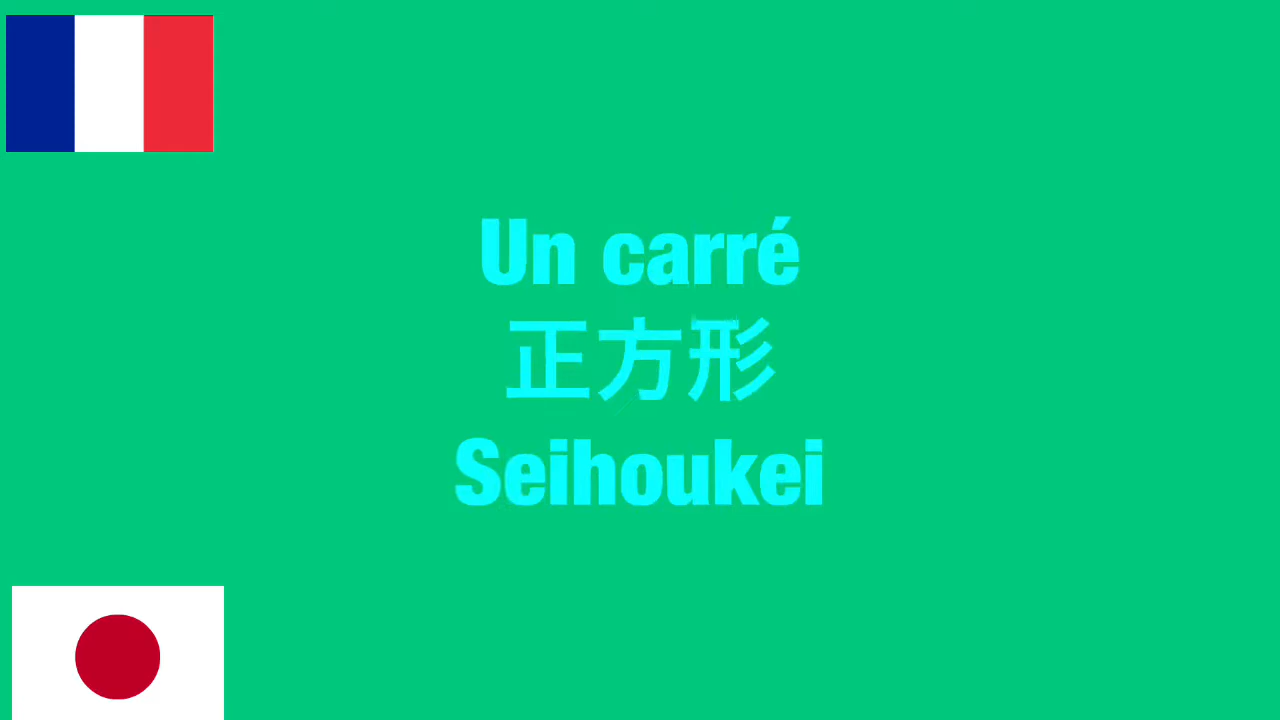 Un carré
正方形
Seihoukei